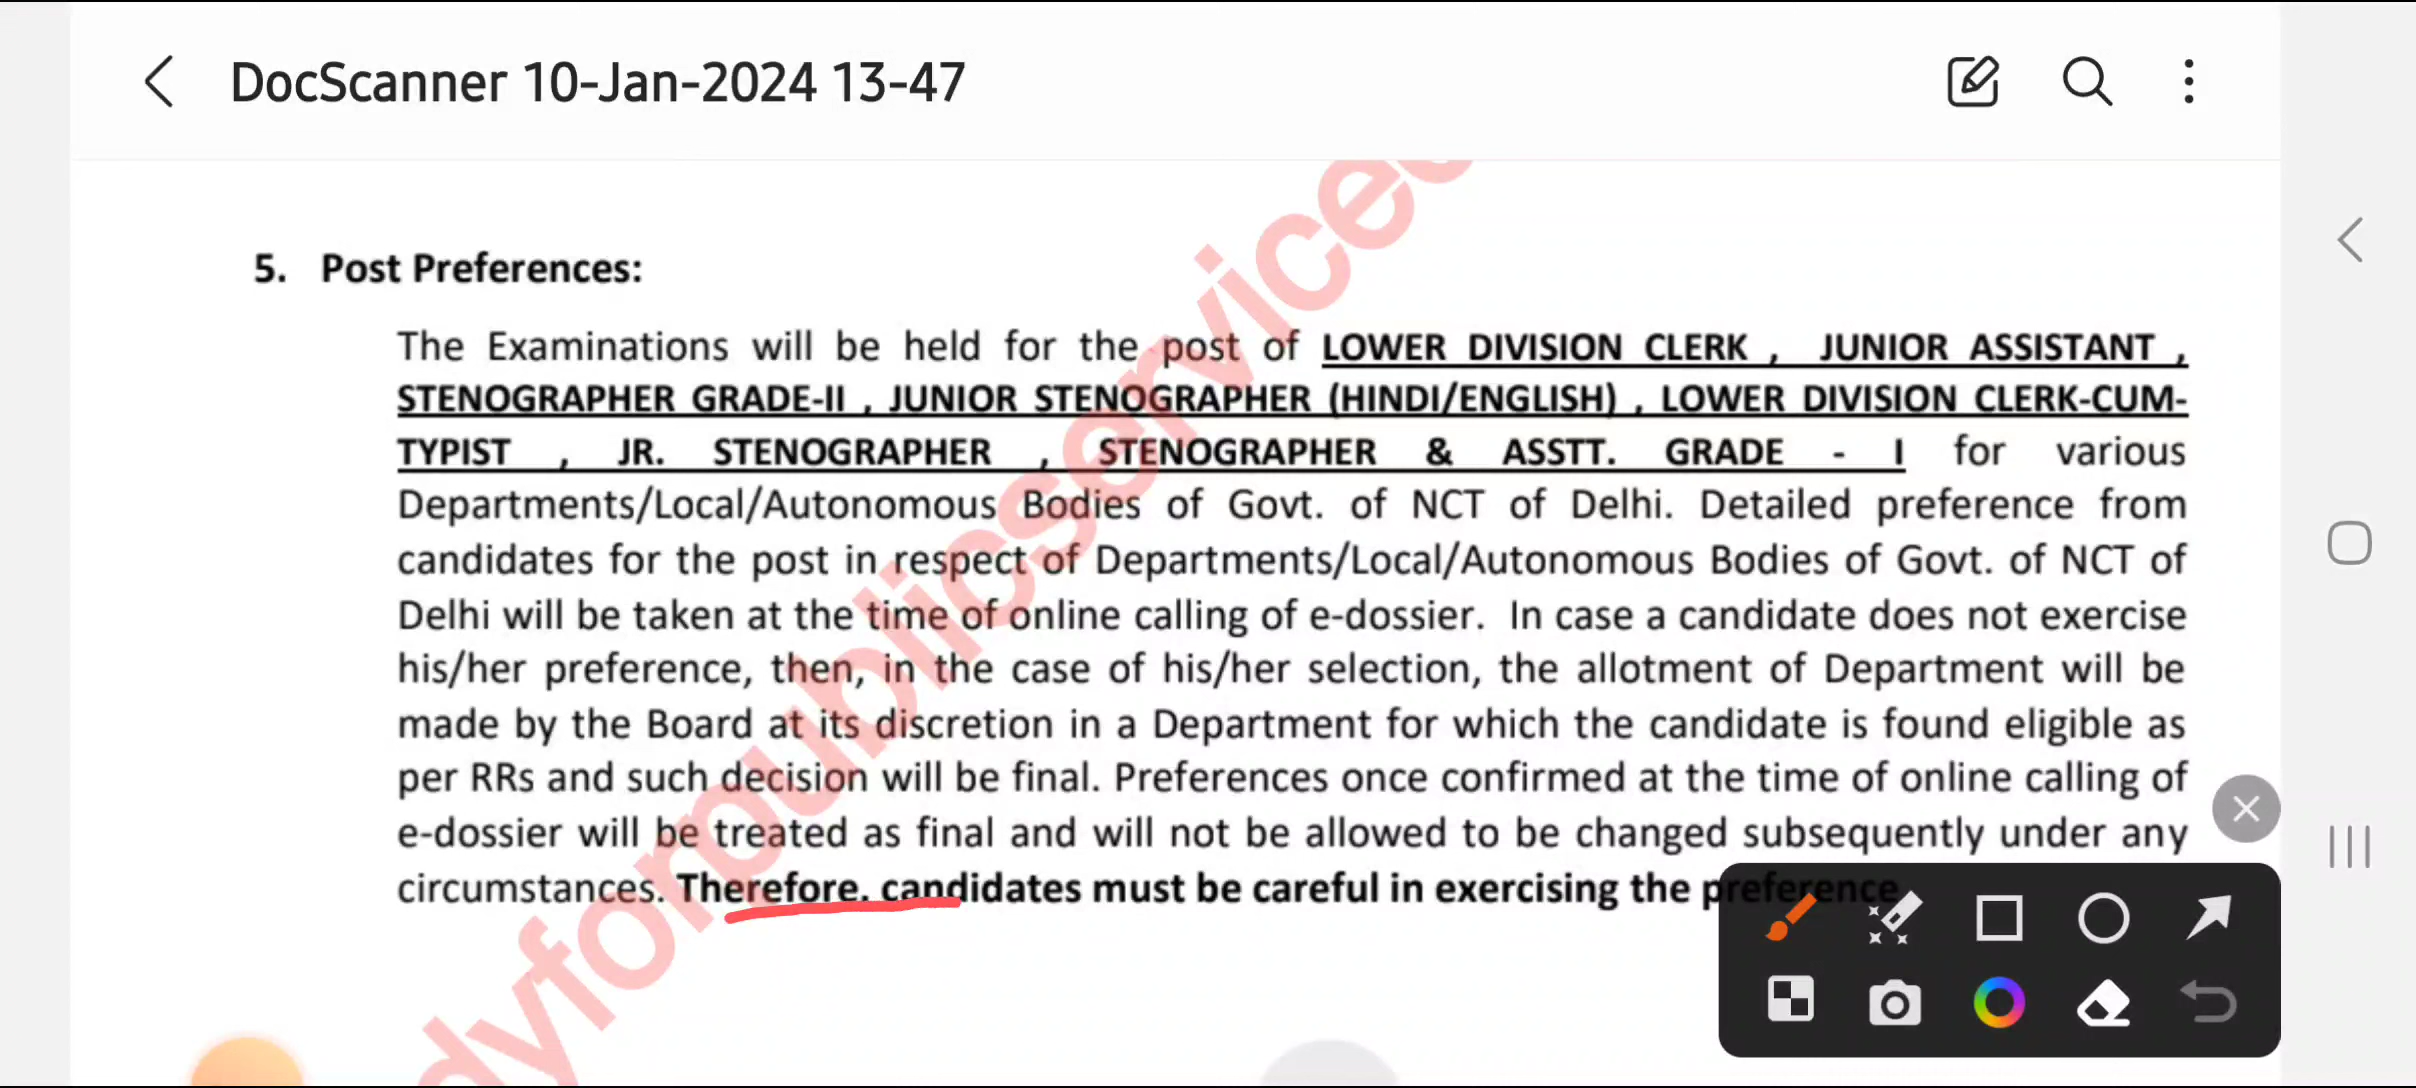 DocScanner 10-Jan-2024 13-47
5. Post Preferences:
The Examinations will be held for the post of LOWER DIVISION CLERK , JUNIOR ASSISTANT ,
STENOGRAPHER GRADE-II , JUNIOR STENOGRAPHER (HINDI/ENGLISH) , LOWER DIVISION CLERK-CUM-
TYPIST , JR. STENOGRAPHER , STENOGRAPHER & ASSTT. GRADE - I for various
Departments/Local/Autonomous Bodies of Govt. of NCT of Delhi. Detailed preference from
candidates for the post in respect of Departments/Local/Autonomous Bodies of Govt. of NCT of
Delhi will be taken at the time of online calling of e-dossier. In case a candidate does not exercise
his/her preference, then, in the case of his/her selection, the allotment of Department will be
made by the Board at its discretion in a Department for which the candidate is found eligible as
per RRs and such decision will be final. Preferences once confirmed at the time of online calling of
e-dossier will be treated as final and will not be allowed to be changed subsequently under any
circumstances. Therefore, candidates must be careful in exercising the preference
dyforpublicservice